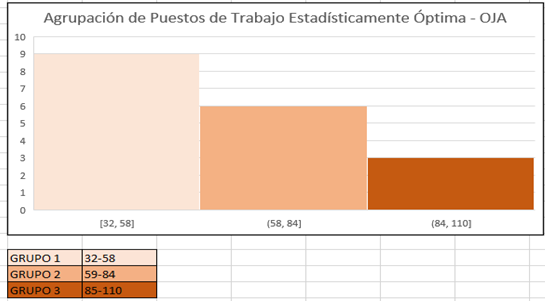 Agrupación de Puestos de Trabajo Estadísticamente Óptima - OJA
10
9
8
7
6
5
4
3
2
1
0
[32, 58] (58, 84] (84, 110]
GRUPO 1 32-58
GRUPO 2 59-84
GRUPO 3 85-110